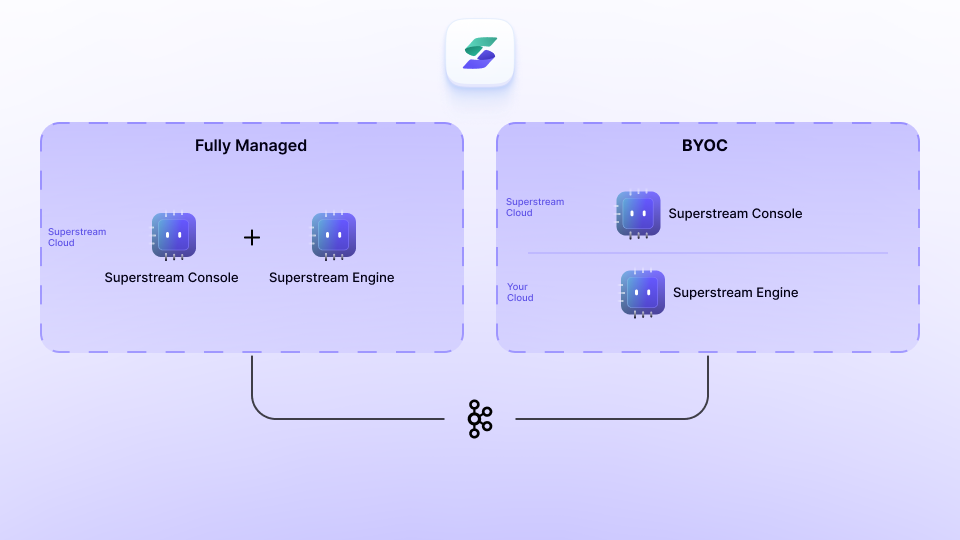 Fully Managed
Superstream
Cloud
Superstream Console
Superstream Engine
BYOC
Superstream
Cloud
Superstream Console
Your
Cloud
Superstream Engine